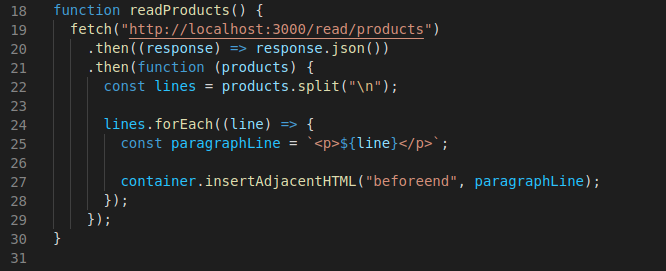 18 function readProducts() {
19   fetch("http://localhost:3000/read/products")
20     .then((response) => response.json())
21     .then(function (products) {
22       const lines = products.split("\n");
23
24       lines.forEach((line) => {
25         const paragraphLine = `<p>${line}</p>`;
26
27         container.insertAdjacentHTML("beforeend", paragraphLine);
28       });
29     });
30 }
31